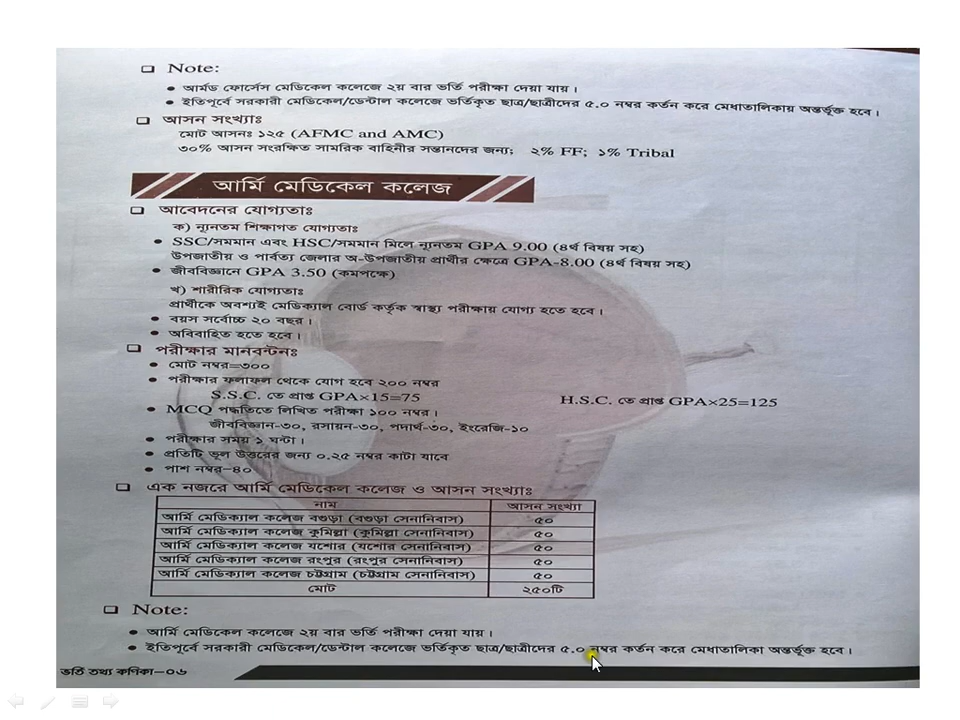 ❑ Note:
• আর্মড ফোর্সেস মেডিকেল কলেজে ২য় বার ভর্তি পরীক্ষা দেয়া যায়।
• ইতিপূর্বে সরকারী মেডিকেল/ডেন্টাল কলেজে ভর্তিকৃত ছাত্র/ছাত্রীদের ৫.০ নম্বর কর্তন করে মেধাতালিকায় অন্তর্ভূক্ত হবে।
❑ আসন সংখ্যাঃ
মোট আসনঃ ১২৫ (AFMC and AMC)
৩০% আসন সংরক্ষিত সামরিক বাহিনীর সন্তানদের জন্য; ২% FF; ১% Tribal
আর্মি মেডিকেল কলেজ
❑ আবেদনের যোগ্যতাঃ
ক) ন্যূনতম শিক্ষাগত যোগ্যতাঃ
• SSC/সমমান এবং HSC/সমমান মিলে ন্যূনতম GPA 9.00 (৪র্থ বিষয় সহ)
উপজাতীয় ও পার্বত্য জেলার অ-উপজাতীয় প্রার্থীর ক্ষেত্রে GPA-8.00 (৪র্থ বিষয় সহ)
• জীববিজ্ঞানে GPA 3.50 (কমপক্ষে)
খ) শারীরিক যোগ্যতাঃ
প্রার্থীকে অবশ্যই মেডিক্যাল বোর্ড কর্তৃক স্বাস্থ্য পরীক্ষায় যোগ্য হতে হবে।
• বয়স সর্বোচ্চ ২০ বছর।
• অবিবাহিত হতে হবে।
❑ পরীক্ষার মানবন্টনঃ
• মোট নম্বর=৩০০
• পরীক্ষার ফলাফল থেকে যোগ হবে ২০০ নম্বর
S.S.C. তে প্রাপ্ত GPA×15=75 H.S.C. তে প্রাপ্ত GPA×25=125
• MCQ পদ্ধতিতে লিখিত পরীক্ষা ১০০ নম্বর।
জীববিজ্ঞান-৩০, রসায়ন-৩০, পদার্থ-৩০, ইংরেজি-১০
• পরীক্ষার সময় ১ ঘন্টা।
• প্রতিটি ভূল উত্তরের জন্য ০.২৫ নম্বর কাটা যাবে
• পাশ নম্বর-৪০
❑ এক নজরে আর্মি মেডিকেল কলেজ ও আসন সংখ্যাঃ
নাম আসন সংখ্যা
আর্মি মেডিক্যাল কলেজ বগুড়া (বগুড়া সেনানিবাস) ৫০
আর্মি মেডিক্যাল কলেজ কুমিল্লা (কুমিল্লা সেনানিবাস) ৫০
আর্মি মেডিক্যাল কলেজ যশোর (যশোর সেনানিবাস) ৫০
আর্মি মেডিক্যাল কলেজ রংপুর (রংপুর সেনানিবাস) ৫০
আর্মি মেডিক্যাল কলেজ চট্টগ্রাম (চট্টগ্রাম সেনানিবাস) ৫০
মোট ২৫০টি
❑ Note:
• আর্মি মেডিকেল কলেজে ২য় বার ভর্তি পরীক্ষা দেয়া যায়।
• ইতিপূর্বে সরকারী মেডিকেল/ডেন্টাল কলেজে ভর্তিকৃত ছাত্র/ছাত্রীদের ৫.০ নম্বর কর্তন করে মেধাতালিকা অন্তর্ভূক্ত হবে।
ভর্তি তথ্য কণিকা-০৬